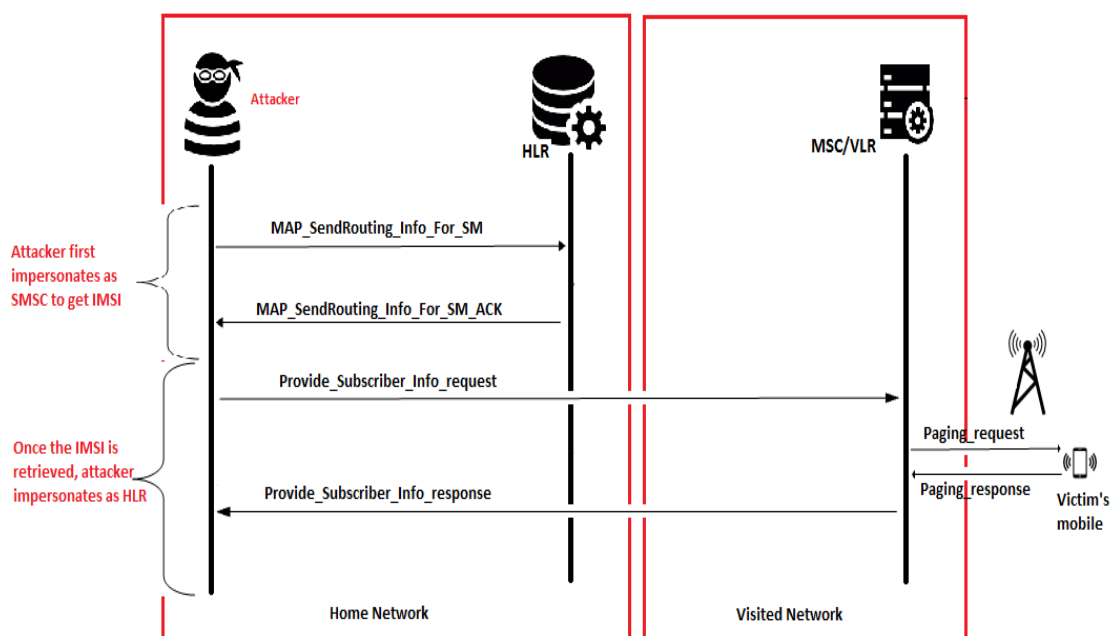 Attacker
HLR
MSC/VLR
MAP_SendRouting_Info_For_SM
Attacker first
impersonates as
SMSC to get IMSI
MAP_SendRouting_Info_For_SM_ACK
Provide_Subscriber_Info_request
Paging_request
Once the IMSI is
retrieved, attacker
impersonates as HLR
Provide_Subscriber_Info_response
Paging_response
Victim's
mobile
Home Network
Visited Network